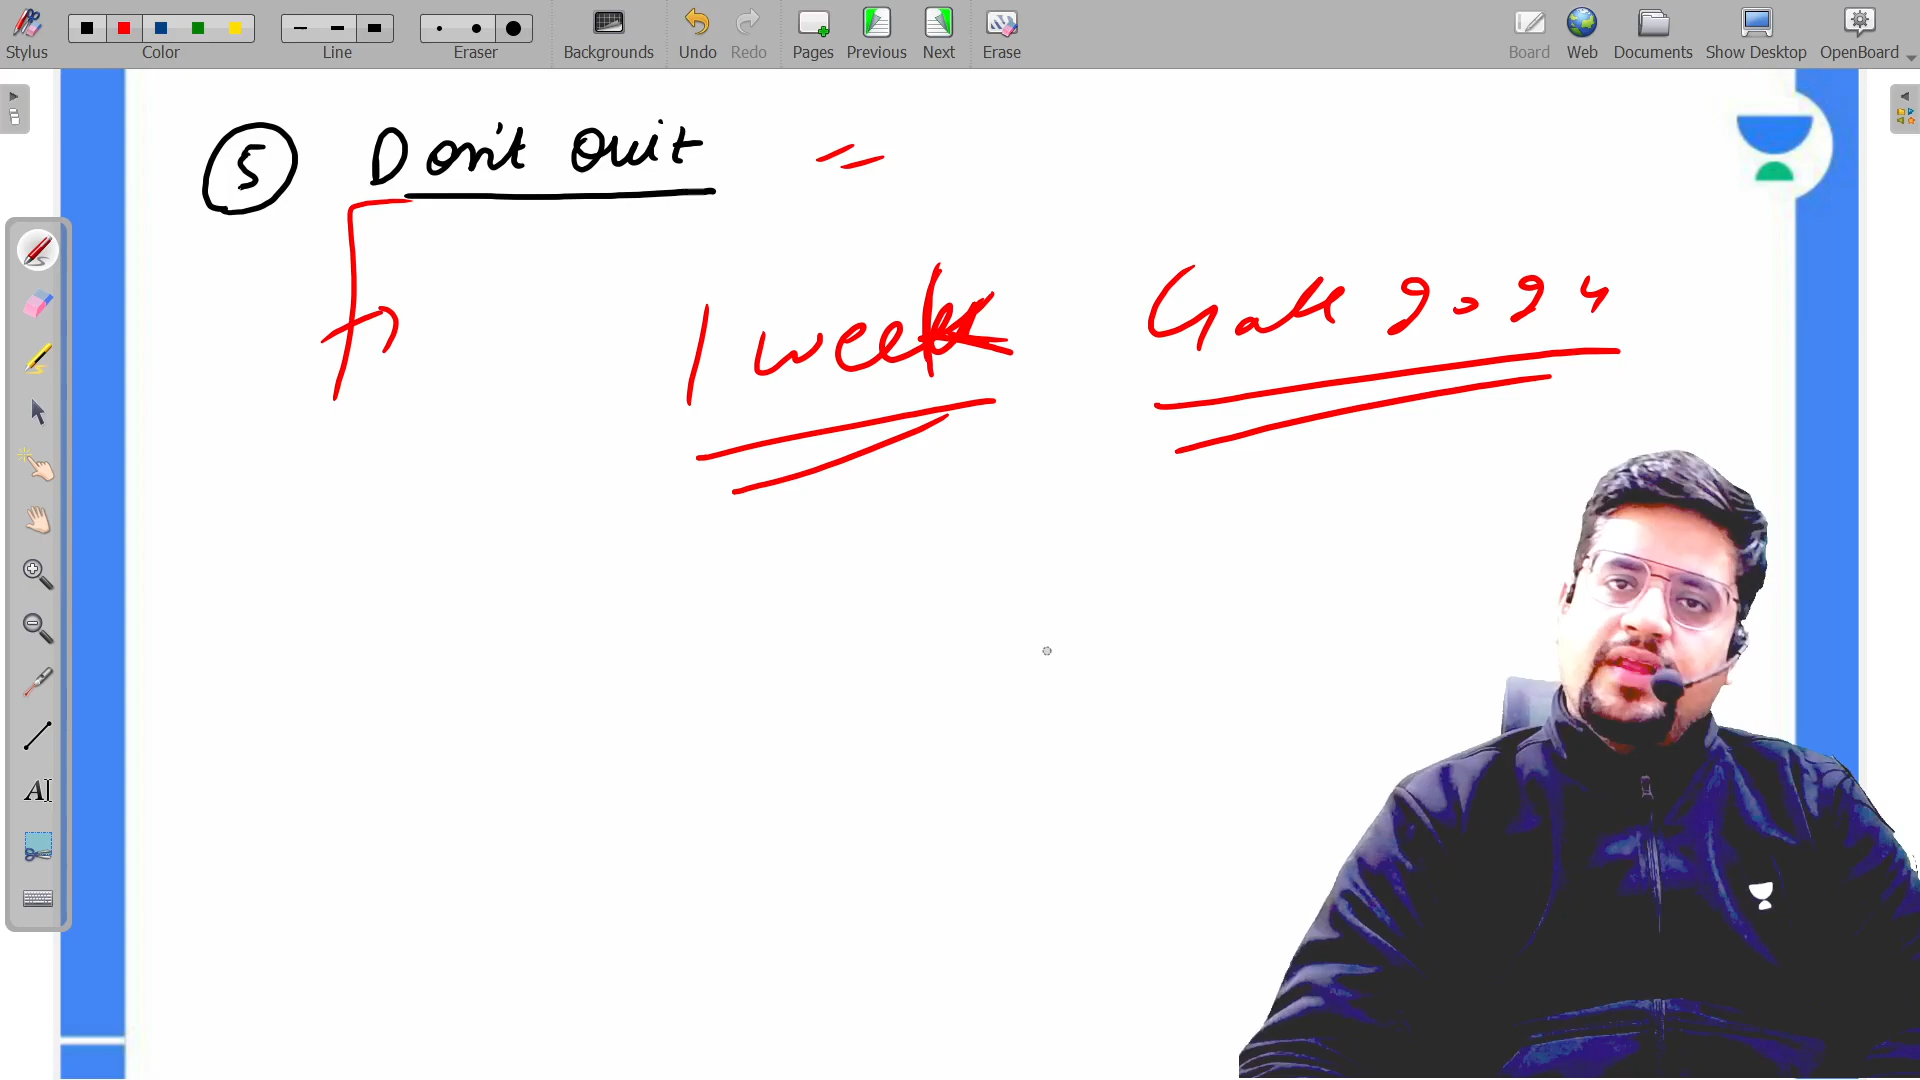 Stylus Color Line Eraser Backgrounds Undo Redo Pages Previous Next Erase Board Web Documents Show Desktop OpenBoard
5 Don't Quit
1 week Gate 2024